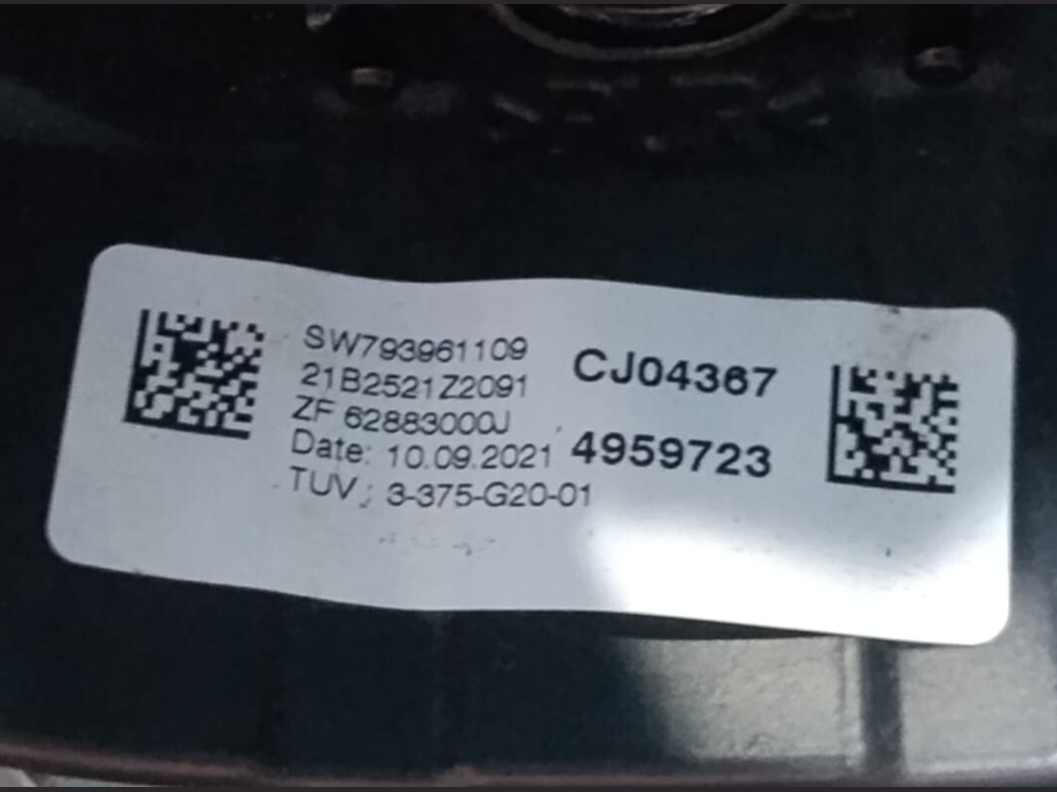 SW793961109
21B2521Z2091
ZF 62883000J
Date: 10.09.2021
TUV : 3-375-G20-01
CJ04367
4959723